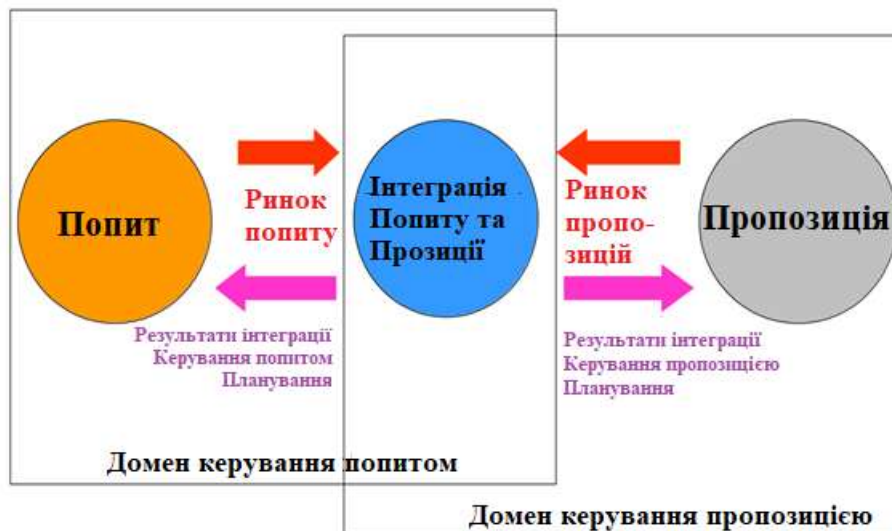 Попит
Ринок
попиту
Результати інтеграції
Керування попитом
Планування
Інтеграція
Попиту та
Прозиції
Ринок
пропо-
зицій
Результати інтеграції
Керування пропозицією
Планування
Пропозиція
Домен керування попитом
Домен керування пропозицією